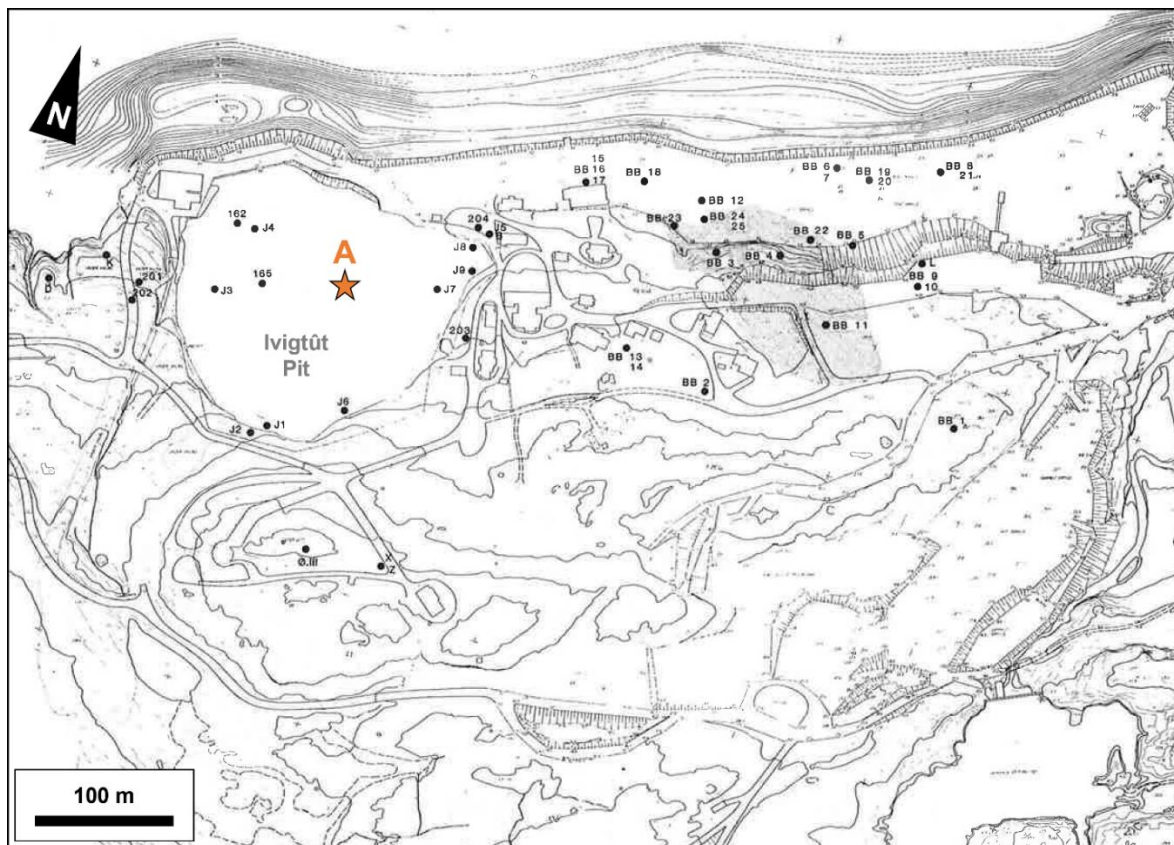 N
15
BB 16
17
BB 18
BB 6
7
BB 19
20
BB 8
21
BB 12
162
J4
204
J5
B
BB 23
BB 24
25
BB 22
BB 5
J8
A
K
BB 3
BB 4
L
D
201
202
J3
165
J9
J7
BB 9
10
Ivigtût
Pit
203
BB 11
BB 13
14
BB 2
J6
J2
J1
BB 1
Ø.III
X
Z
100 m